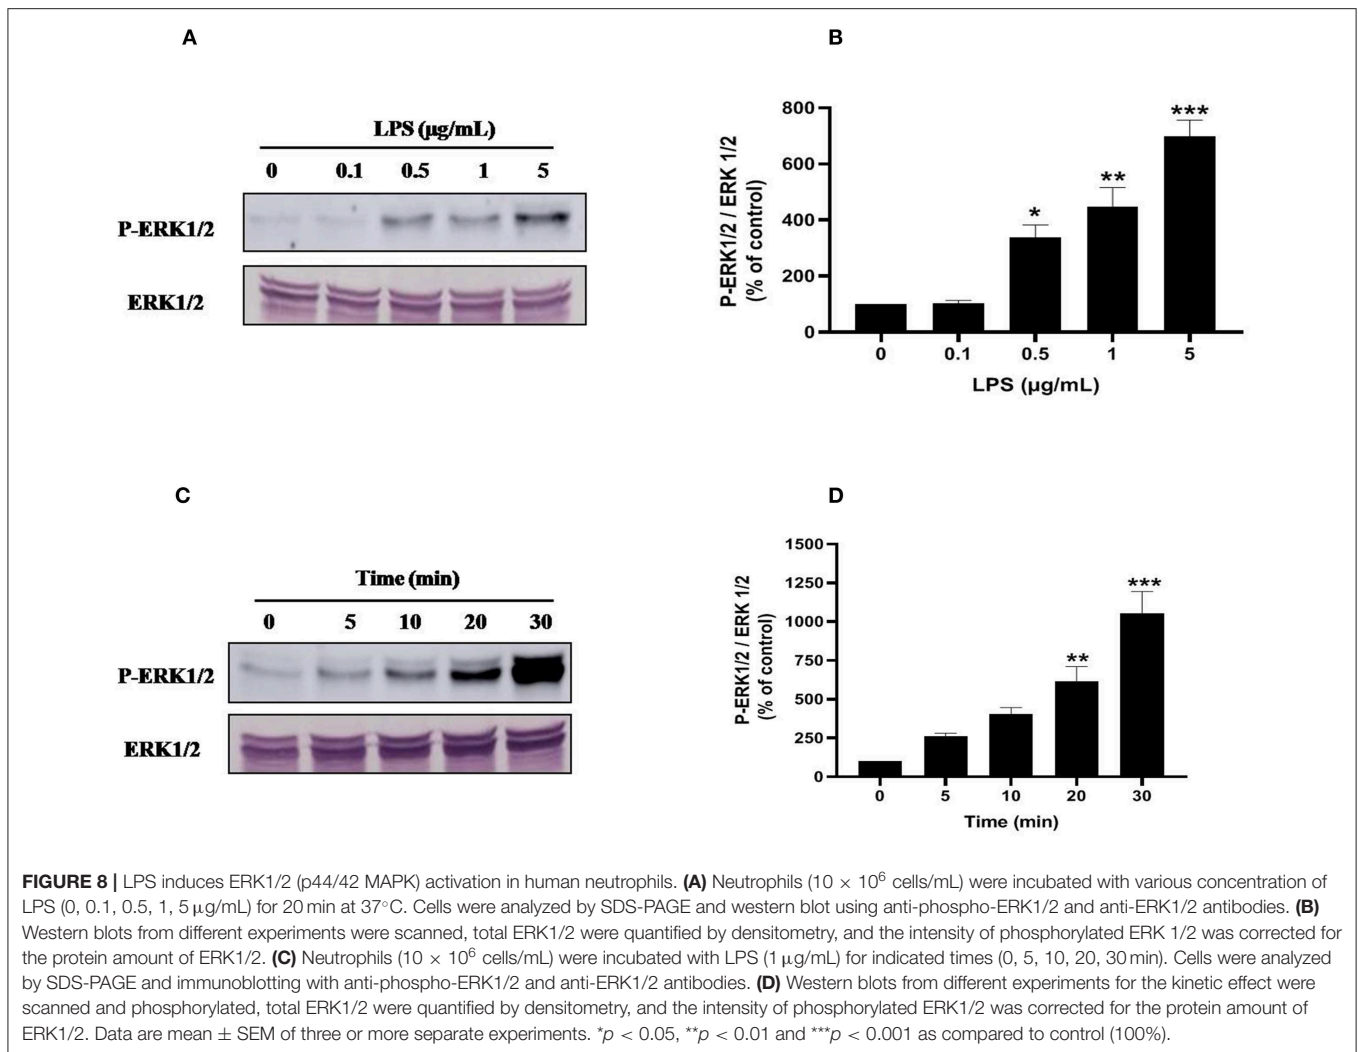 A
LPS (µg/mL)
0 0.1 0.5 1 5
P-ERK1/2
ERK1/2
B
P-ERK1/2 / ERK 1/2
(% of control)
800
600
400
200
0
*
**
***
0 0.1 0.5 1 5
LPS (µg/mL)
C
Time (min)
0 5 10 20 30
P-ERK1/2
ERK1/2
D
P-ERK1/2 / ERK 1/2
(% of control)
1500
1250
1000
750
500
250
0
**
***
0 5 10 20 30
Time (min)
FIGURE 8 | LPS induces ERK1/2 (p44/42 MAPK) activation in human neutrophils. (A) Neutrophils (10 × 10⁶ cells/mL) were incubated with various concentration of
LPS (0, 0.1, 0.5, 1, 5 µg/mL) for 20 min at 37°C. Cells were analyzed by SDS-PAGE and western blot using anti-phospho-ERK1/2 and anti-ERK1/2 antibodies. (B)
Western blots from different experiments were scanned, total ERK1/2 were quantified by densitometry, and the intensity of phosphorylated ERK 1/2 was corrected for
the protein amount of ERK1/2. (C) Neutrophils (10 × 10⁶ cells/mL) were incubated with LPS (1 µg/mL) for indicated times (0, 5, 10, 20, 30 min). Cells were analyzed
by SDS-PAGE and immunoblotting with anti-phospho-ERK1/2 and anti-ERK1/2 antibodies. (D) Western blots from different experiments for the kinetic effect were
scanned and phosphorylated, total ERK1/2 were quantified by densitometry, and the intensity of phosphorylated ERK1/2 was corrected for the protein amount of
ERK1/2. Data are mean ± SEM of three or more separate experiments. *p < 0.05, **p < 0.01 and ***p < 0.001 as compared to control (100%).